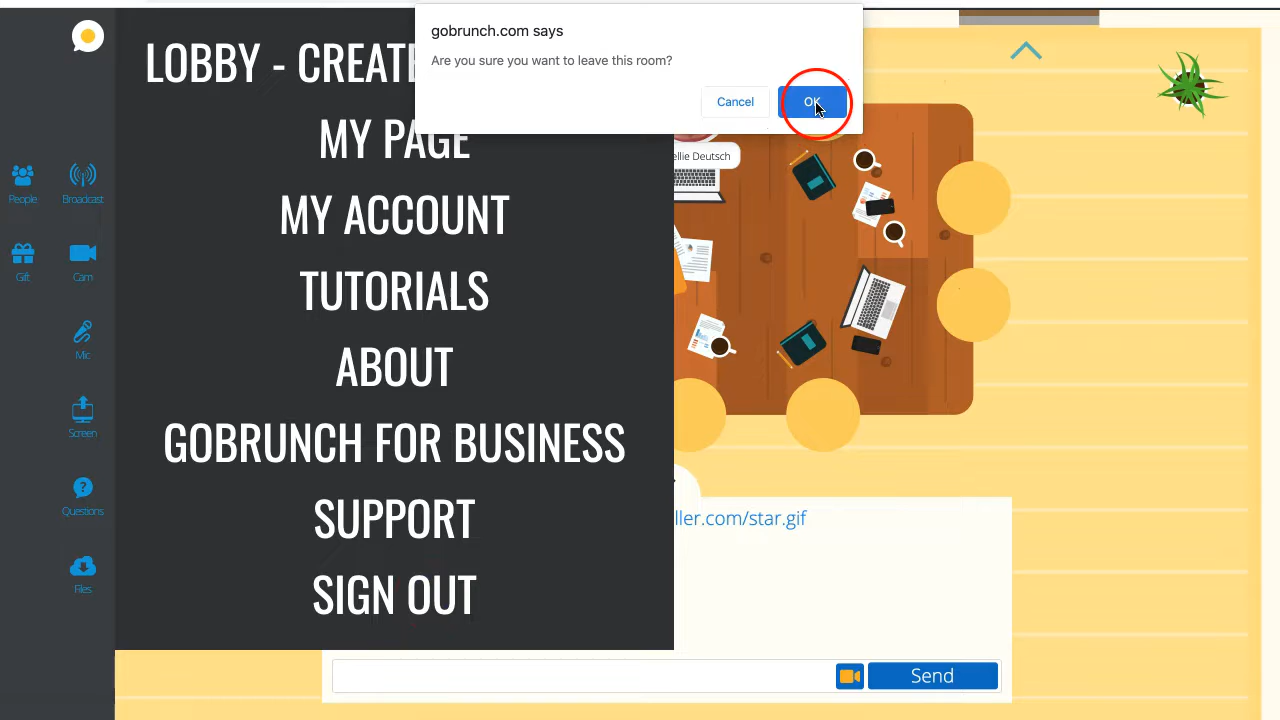 gobrunch.com says
Are you sure you want to leave this room?
Cancel
OK
LOBBY - CREATE
MY PAGE
MY ACCOUNT
TUTORIALS
ABOUT
GOBRUNCH FOR BUSINESS
SUPPORT
SIGN OUT
People
Broadcast
Gift
Cam
Mic
Screen
Questions
Files
ellie Deutsch
ller.com/star.gif
Send